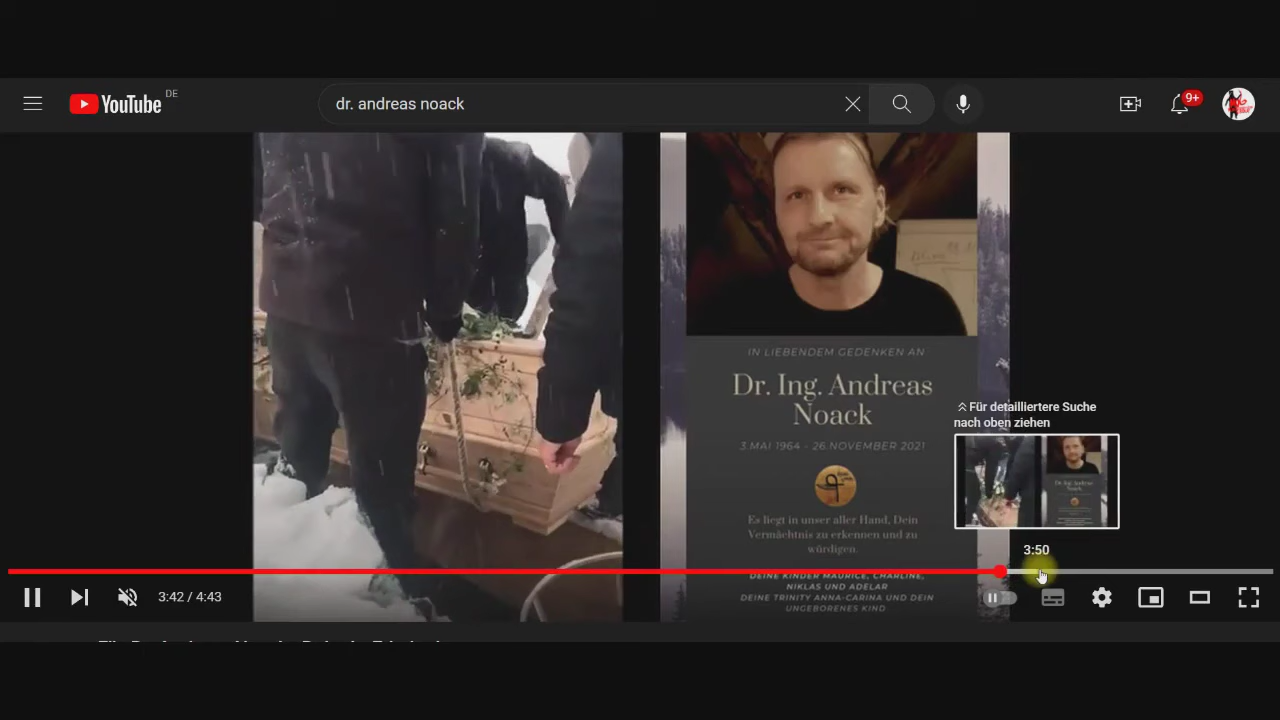 YouTube DE
dr. andreas noack
9+
IN LIEBENDEM GEDENKEN AN
Dr. Ing. Andreas
Noack
3.MAI 1964 - 26.NOVEMBER 2021
Es liegt in unser aller Hand, Dein
Vermächtnis zu erkennen und zu
würdigen.
DEINE KINDER MAURICE, CHARLINE,
NIKLAS UND ADELAR
DEINE TRINITY ANNA-CARINA UND DEIN
UNGEBORENES KIND
Für detailliertere Suche
nach oben ziehen
3:50
3:42 / 4:43